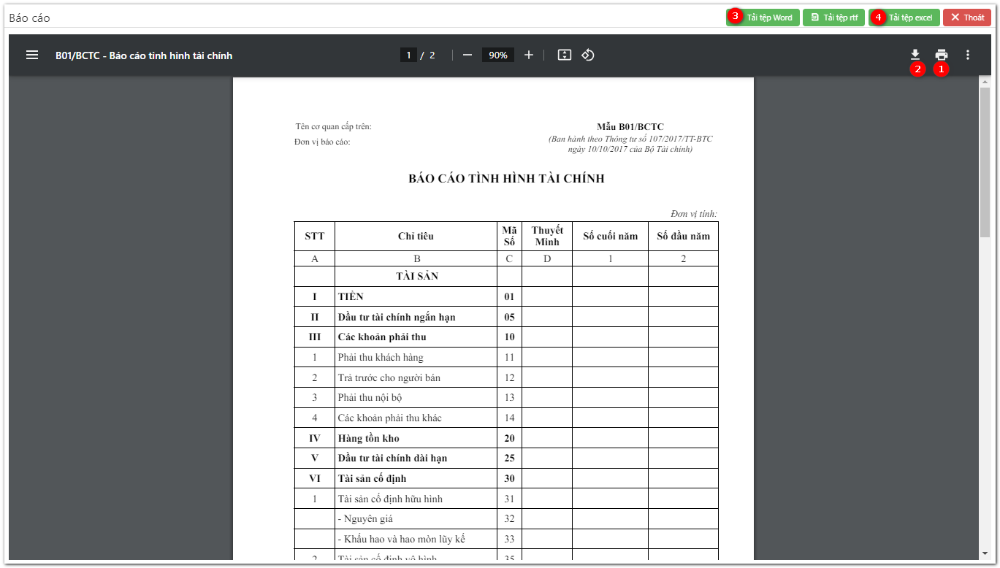 Báo cáo
3 Tải tệp Word
Tải tệp rtf
4 Tải tệp excel
Thoát
B01/BCTC - Báo cáo tình hình tài chính
1 / 2
90%
2
1
Tên cơ quan cấp trên:
Đơn vị báo cáo:
Mẫu B01/BCTC
(Ban hành theo Thông tư số 107/2017/TT-BTC
ngày 10/10/2017 của Bộ Tài chính)
BÁO CÁO TÌNH HÌNH TÀI CHÍNH
Đơn vị tính:
STT Chỉ tiêu Mã Số Thuyết Minh Số cuối năm Số đầu năm
A B C D 1 2
TÀI SẢN
I TIỀN 01
II Đầu tư tài chính ngắn hạn 05
III Các khoản phải thu 10
1 Phải thu khách hàng 11
2 Trả trước cho người bán 12
3 Phải thu nội bộ 13
4 Các khoản phải thu khác 14
IV Hàng tồn kho 20
V Đầu tư tài chính dài hạn 25
VI Tài sản cố định 30
1 Tài sản cố định hữu hình 31
- Nguyên giá 32
- Khấu hao và hao mòn lũy kế 33
2 Tài sản cố định vô hình 35